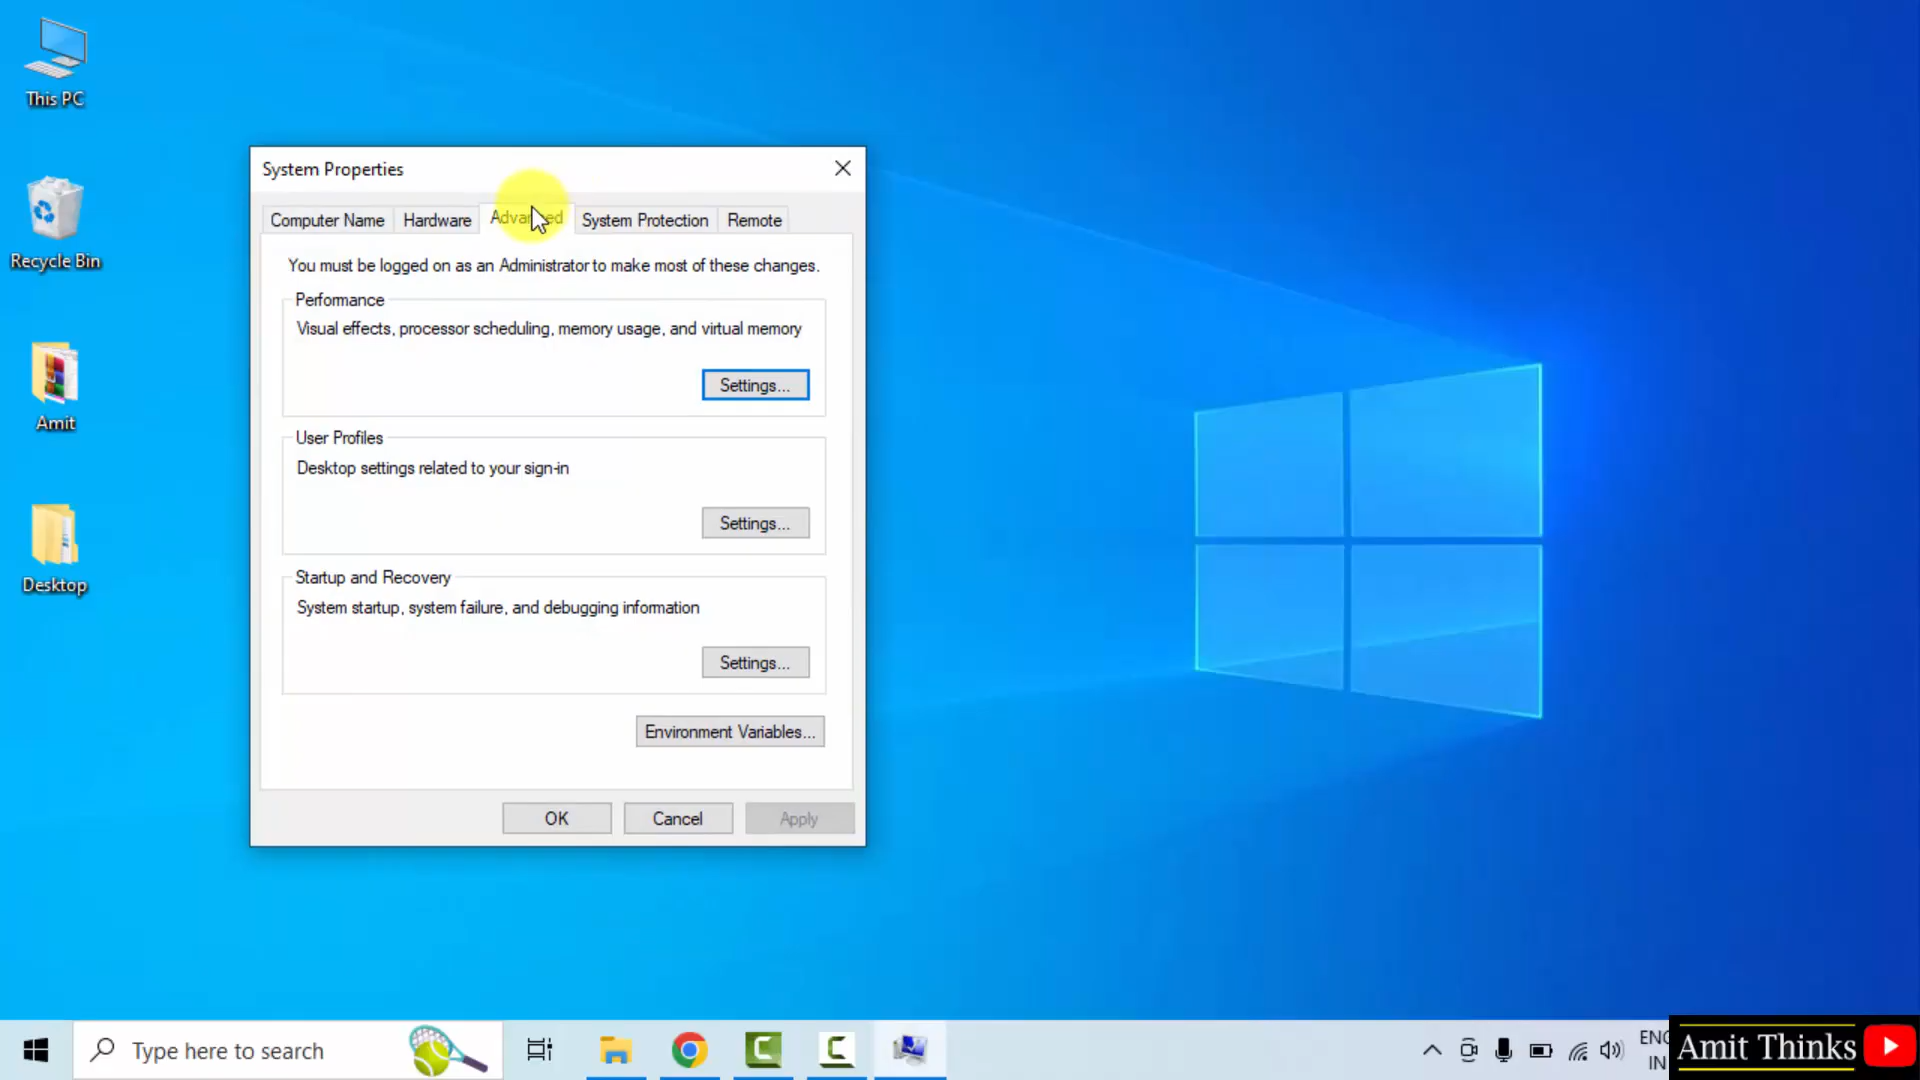 This PC
Recycle Bin
Amit
Desktop
System Properties
Computer Name
Hardware
Advanced
System Protection
Remote
You must be logged on as an Administrator to make most of these changes.
Performance
Visual effects, processor scheduling, memory usage, and virtual memory
Settings...
User Profiles
Desktop settings related to your sign-in
Settings...
Startup and Recovery
System startup, system failure, and debugging information
Settings...
Environment Variables...
OK
Cancel
Apply
Type here to search
ENG
IN
Amit Thinks